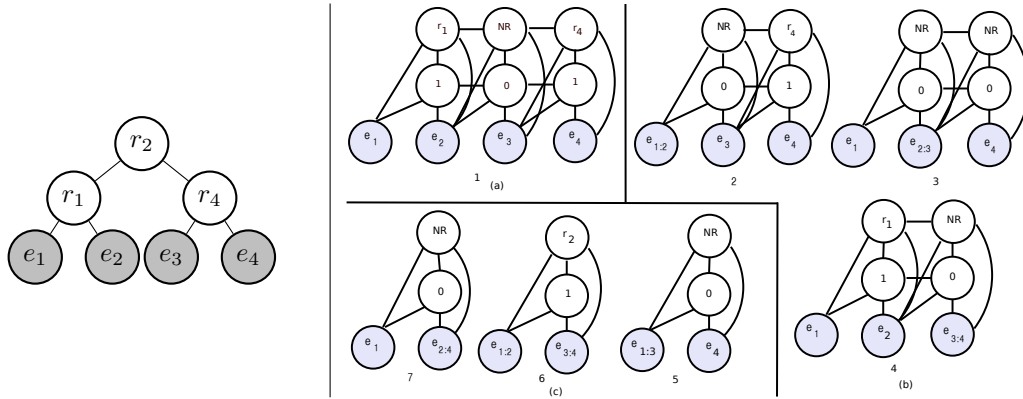 r2
r1 r4
e1 e2 e3 e4
r1 NR r4
1 0 1
e1 e2 e3 e4
1
(a)
NR r4
0 1
e1:2 e3 e4
2
NR NR
0 0
e1 e2:3 e4
3
r1 NR
1 0
e1 e2 e3:4
4
(b)
NR
0
e1 e2:4
7
r2
1
e1:2 e3:4
6
(c)
NR
0
e1:3 e4
5